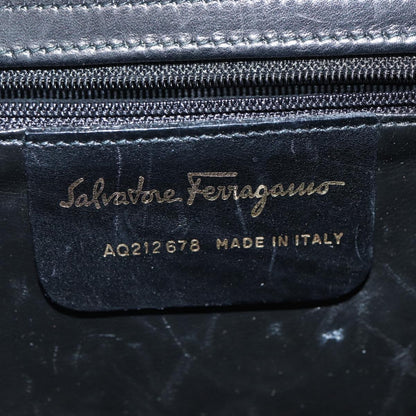 Salvatore Ferragamo
AQ212678 MADE IN ITALY